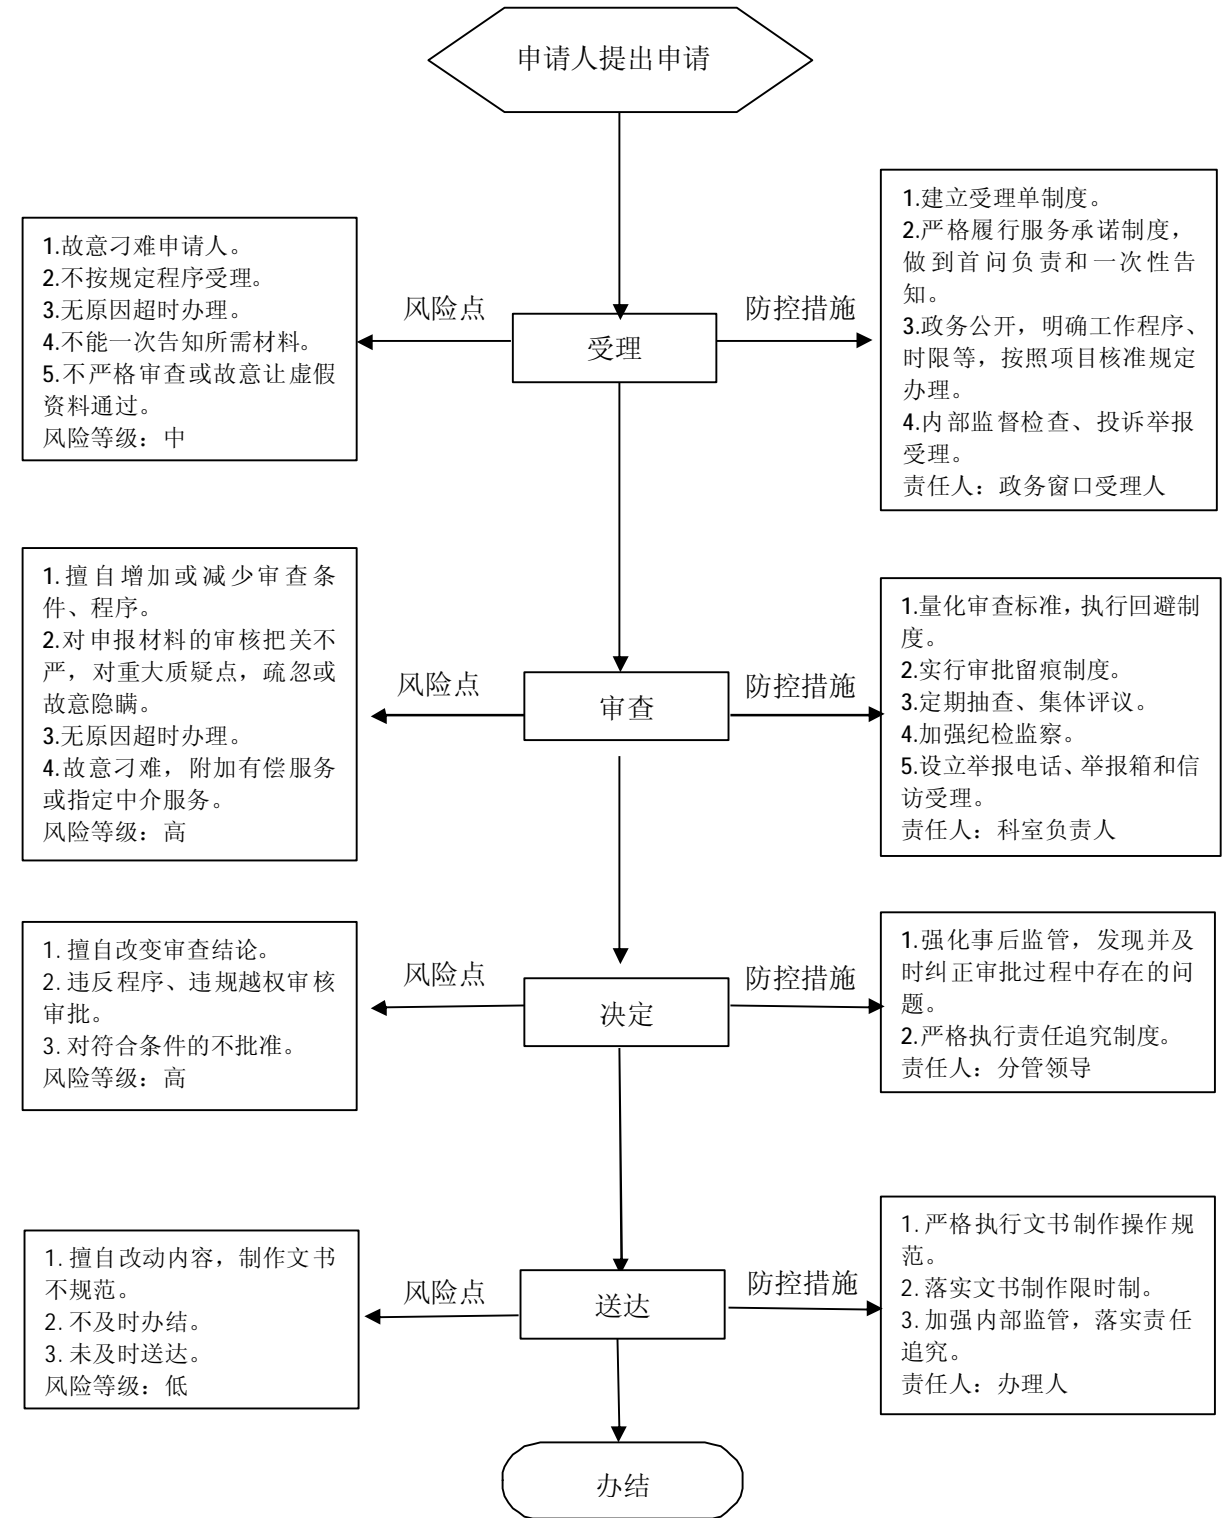 申请人提出申请
1.故意刁难申请人。
2.不按规定程序受理。
3.无原因超时办理。
4.不能一次告知所需材料。
5.不严格审查或故意让虚假
资料通过。
风险等级：中
风险点
受理
防控措施
1.建立受理单制度。
2.严格履行服务承诺制度，
做到首问负责和一次性告
知。
3.政务公开，明确工作程序、
时限等，按照项目核准规定
办理。
4.内部监督检查、投诉举报
受理。
责任人：政务窗口受理人
1.擅自增加或减少审查条
件、程序。
2.对申报材料的审核把关不
严，对重大质疑点，疏忽或
故意隐瞒。
3.无原因超时办理。
4.故意刁难，附加有偿服务
或指定中介服务。
风险等级：高
风险点
审查
防控措施
1.量化审查标准，执行回避制
度。
2.实行审批留痕制度。
3.定期抽查、集体评议。
4.加强纪检监察。
5.设立举报电话、举报箱和信
访受理。
责任人：科室负责人
1.擅自改变审查结论。
2.违反程序、违规越权审核
审批。
3.对符合条件的不批准。
风险等级：高
风险点
决定
防控措施
1.强化事后监管，发现并及
时纠正审批过程中存在的问
题。
2.严格执行责任追究制度。
责任人：分管领导
1.擅自改动内容，制作文书
不规范。
2.不及时办结。
3.未及时送达。
风险等级：低
风险点
送达
防控措施
1.严格执行文书制作操作规
范。
2.落实文书制作限时制。
3.加强内部监管，落实责任
追究。
责任人：办理人
办结